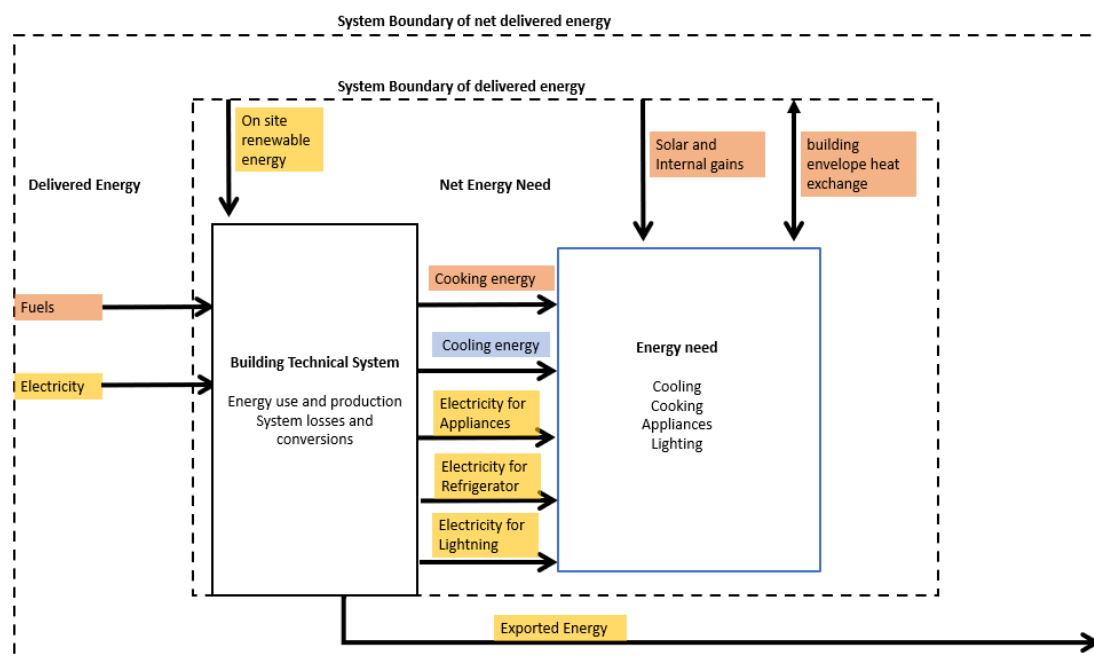 System Boundary of net delivered energy
System Boundary of delivered energy
On site
renewable
energy
Solar and
Internal gains
building
envelope heat
exchange
Delivered Energy
Net Energy Need
Fuels
Electricity
Building Technical System
Energy use and production
System losses and
conversions
Cooking energy
Cooling energy
Electricity for
Appliances
Electricity for
Refrigerator
Electricity for
Lightning
Energy need
Cooling
Cooking
Appliances
Lighting
Exported Energy